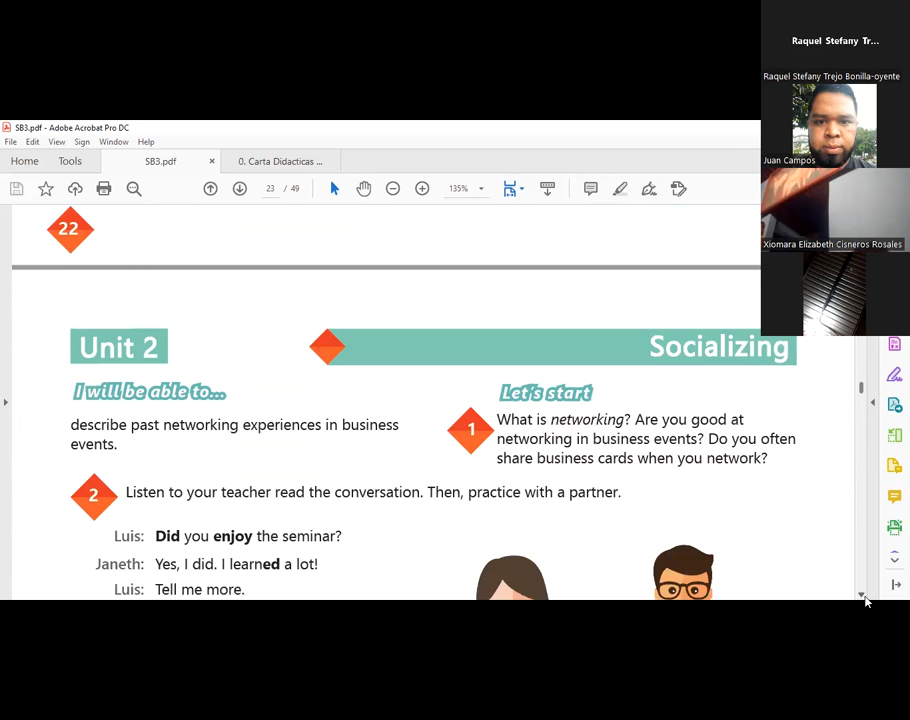 Raquel Stefany Tr...
Raquel Stefany Trejo Bonilla-oyente
Juan Campos
Xiomara Elizabeth Cisneros Rosales
SB3.pdf - Adobe Acrobat Pro DC
File Edit View Sign Window Help
Home Tools SB3.pdf × 0. Carta Didacticas ...
23 / 49 135%
22
Unit 2 Socializing
I will be able to...
describe past networking experiences in business
events.
Let's start
1 What is networking? Are you good at
networking in business events? Do you often
share business cards when you network?
2 Listen to your teacher read the conversation. Then, practice with a partner.
Luis: Did you enjoy the seminar?
Janeth: Yes, I did. I learned a lot!
Luis: Tell me more.